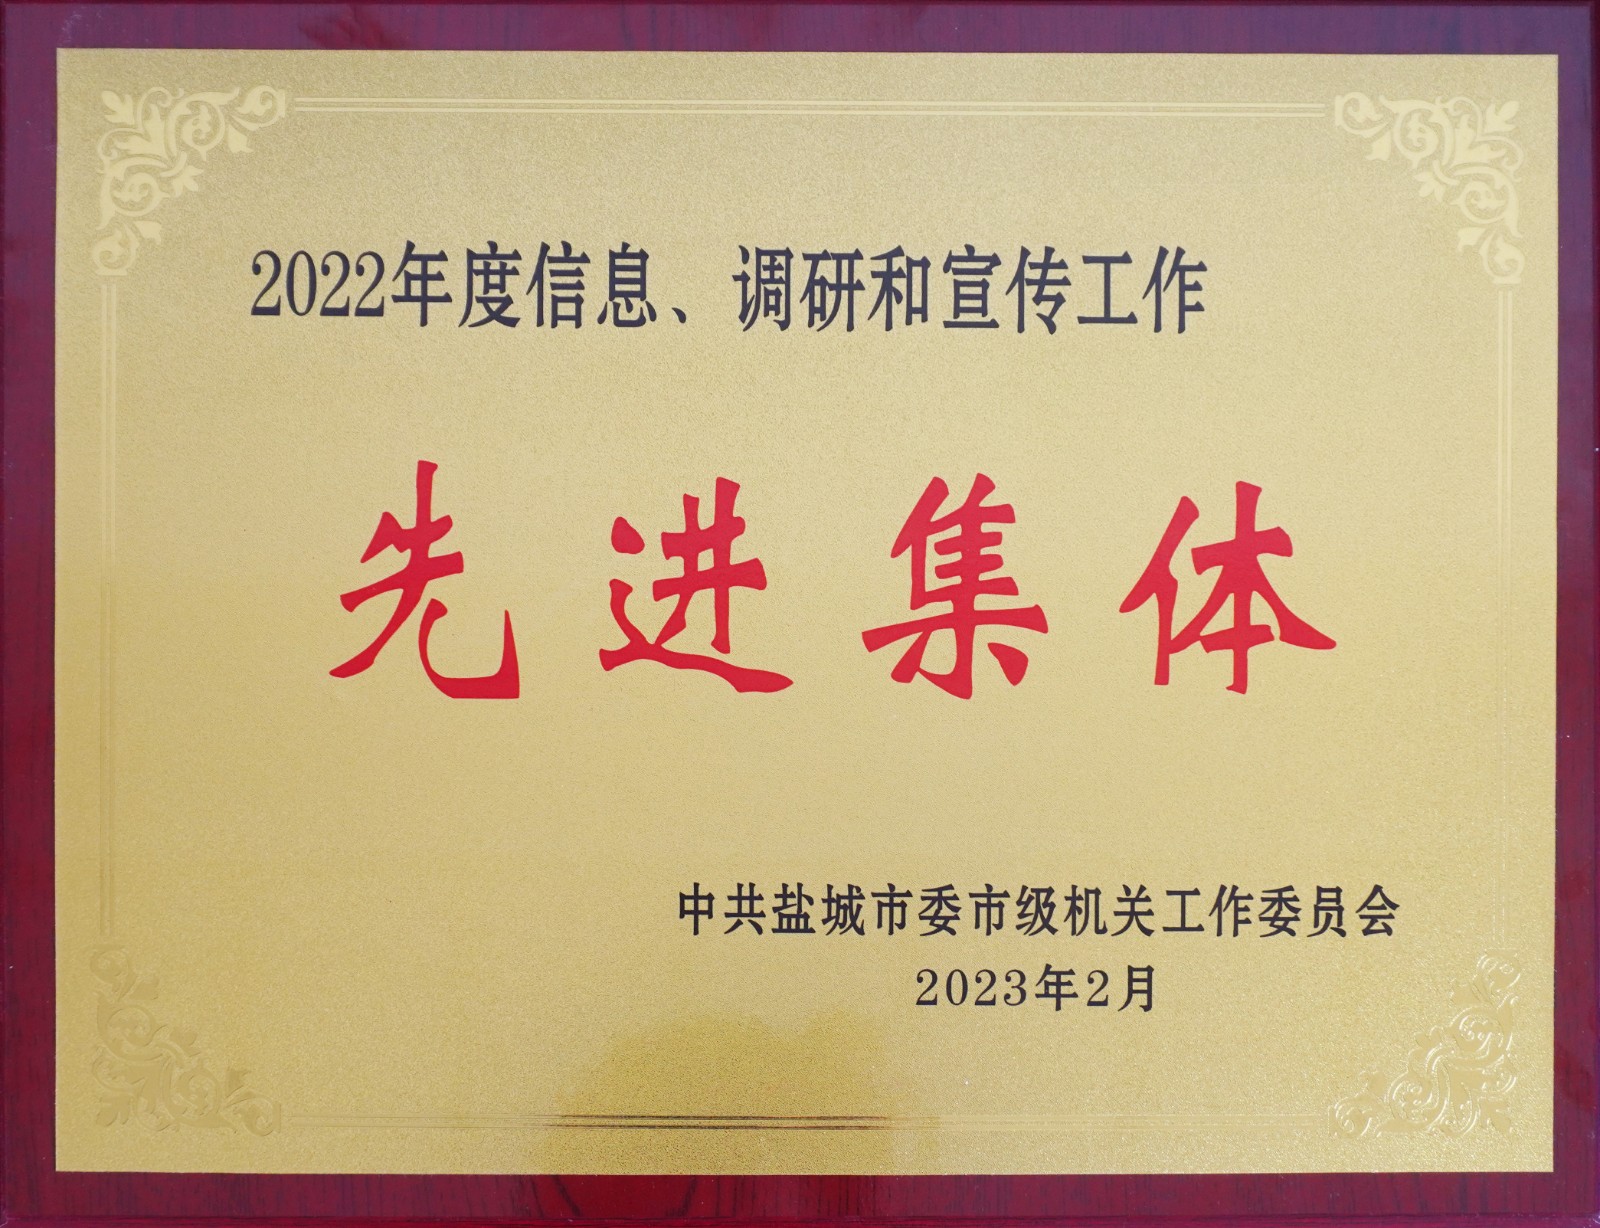 2022年度信息、调研和宣传工作
先进集体
中共盐城市委市级机关工作委员会
2023年2月